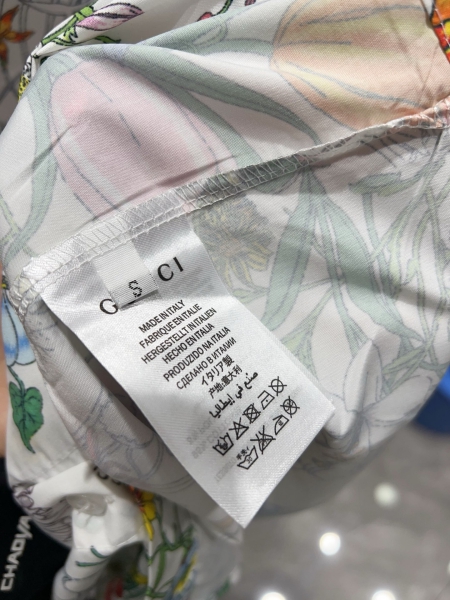 G S CI
MADE IN ITALY
FABRIQUE EN ITALIE
HERGESTELLT IN ITALIEN
HECHO EN ITALIA
PRODUZIDO NA ITALIA
СДЕЛАНО В ИТАЛИИ
イタリア製
产地:意大利
صنع في إيطاليا
CHAOYA